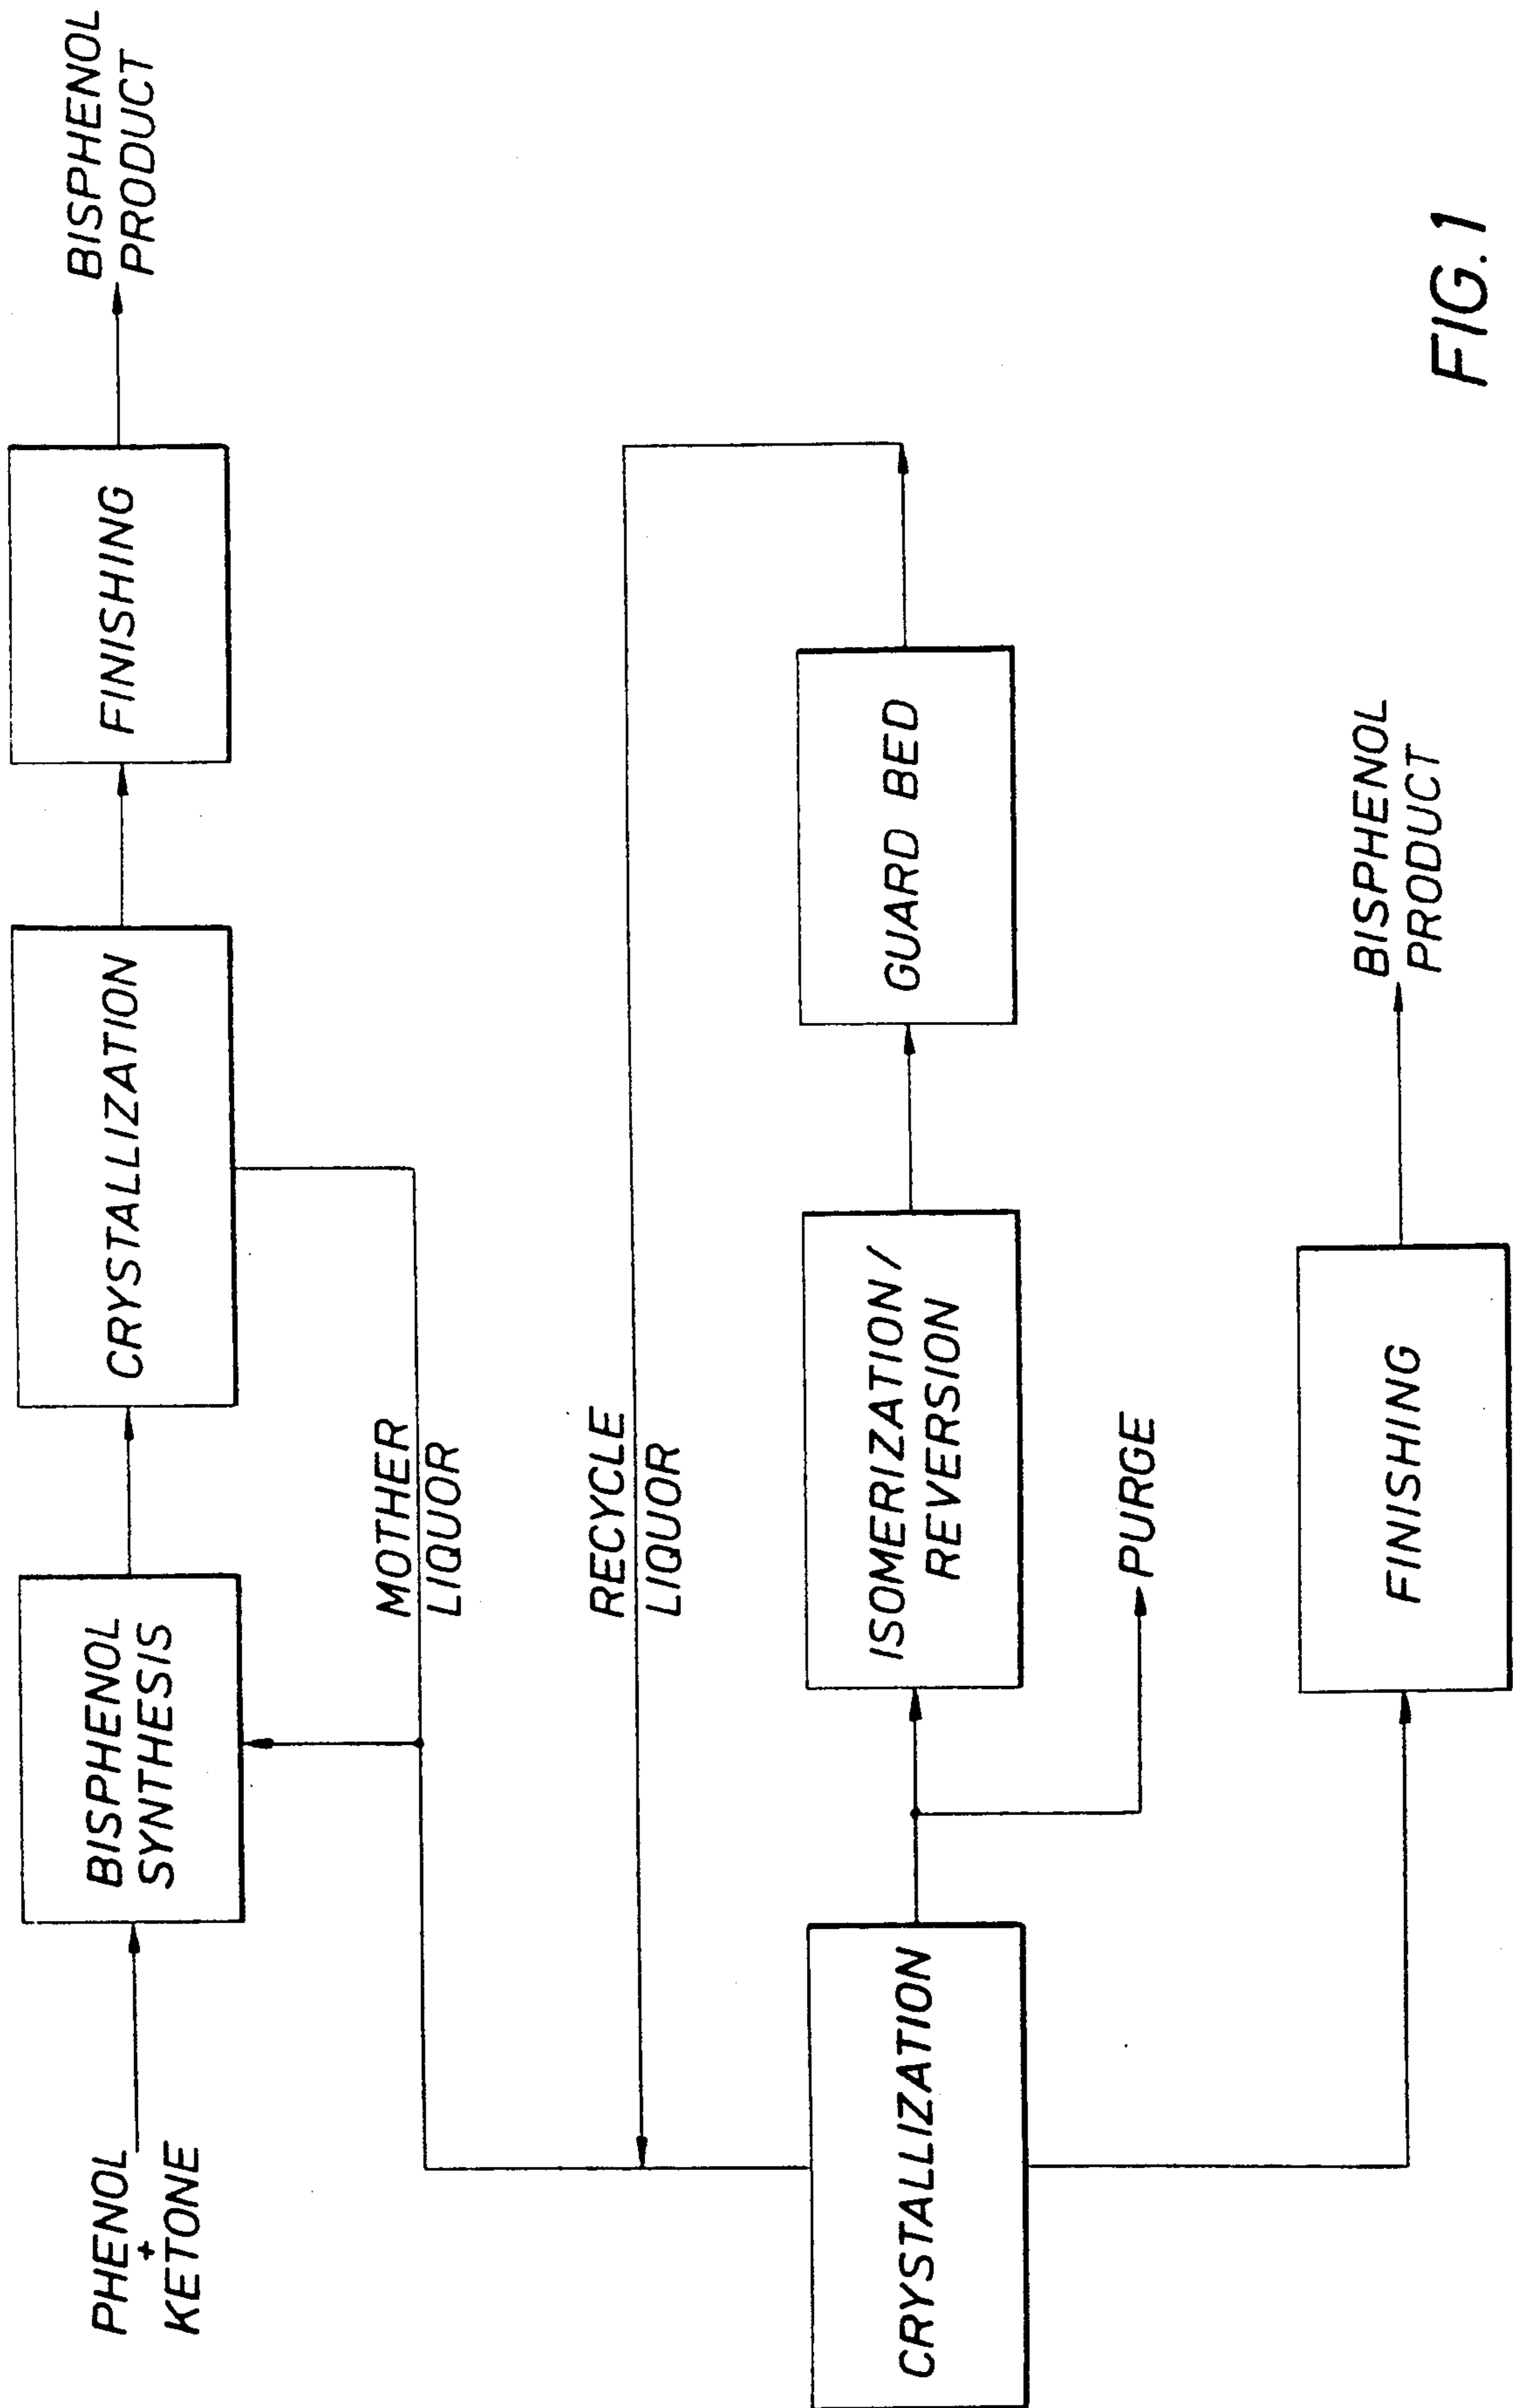 PHENOL
+
KETONE
BISPHENOL
SYNTHESIS
CRYSTALLIZATION
FINISHING
BISPHENOL
PRODUCT
MOTHER
LIQUOR
RECYCLE
LIQUOR
CRYSTALLIZATION
ISOMERIZATION/
REVERSION
GUARD BED
PURGE
FINISHING
BISPHENOL
PRODUCT
FIG. 1